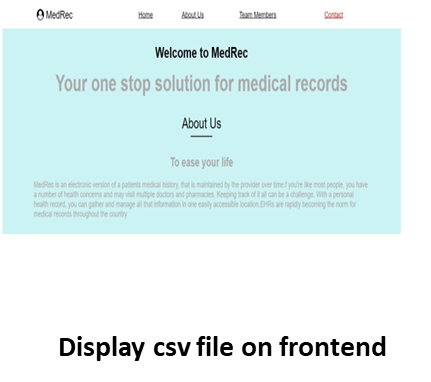 MedRec Home About Us Team Members Contact
Welcome to MedRec
Your one stop solution for medical records
About Us
To ease your life
MedRec is an electronic version of a patients medical history, that is maintained by the provider over time.f you're like most people, you have
a number of health concerns and may visit multiple doctors and pharmacies. Keeping track of it all can be a challenge. With a personal
health record, you can gather and manage all that information in one easily accessible location.EHRs are rapidly becoming the norm for
medical records throughout the country
Display csv file on frontend